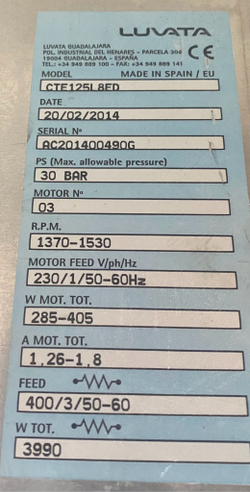 LUVATA
LUVATA GUADALAJARA
POL. INDUSTRIAL DEL HENARES - PARCELA 304
19004 GUADALAJARA - ESPAÑA
TEL. +34 949 889 100 - FAX: +34 949 889 141
CE
MODEL MADE IN SPAIN / EU
CTE125L8ED
DATE
20/02/2014
SERIAL Nº
AC201400490G
PS (Max. allowable pressure)
30 BAR
MOTOR Nº
03
R.P.M.
1370-1530
MOTOR FEED V/ph/Hz
230/1/50-60Hz
W MOT. TOT.
285-405
A MOT. TOT.
1,26-1,8
FEED
400/3/50-60
W TOT.
3990